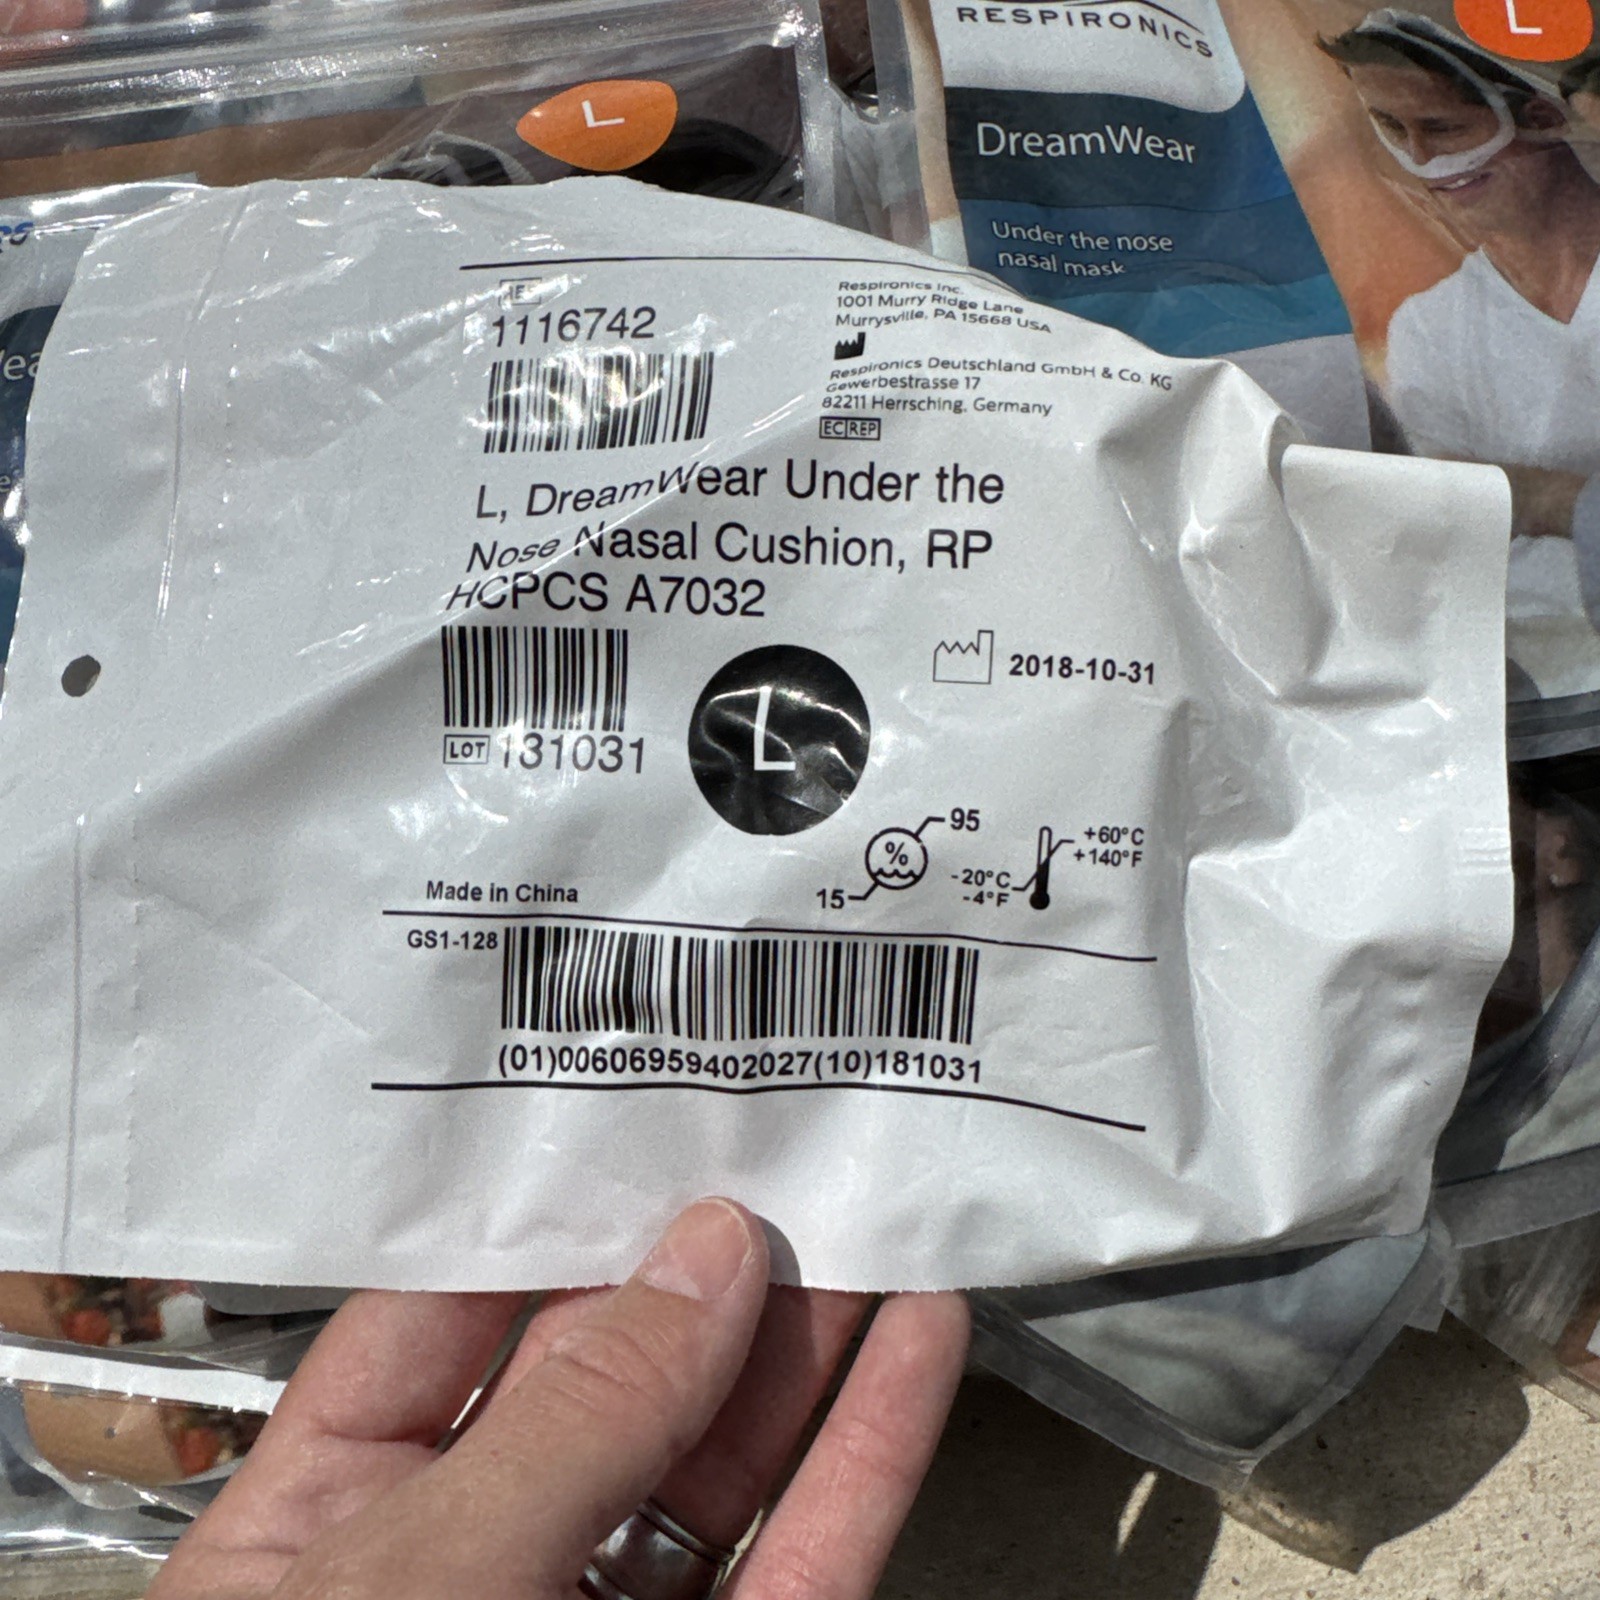 RESPIRONICS
L
L
DreamWear
Under the nose
nasal mask
REF
1116742
Respironics Inc.
1001 Murry Ridge Lane
Murrysville, PA 15668 USA
Respironics Deutschland GmbH & Co. KG
Gewerbestrasse 17
82211 Herrsching, Germany
EC REP
L, DreamWear Under the
Nose Nasal Cushion, RP
HCPCS A7032
2018-10-31
LOT 181031
L
95
%
15
+60°C
+140°F
-20°C
-4°F
Made in China
GS1-128
(01)00606959402027(10)181031